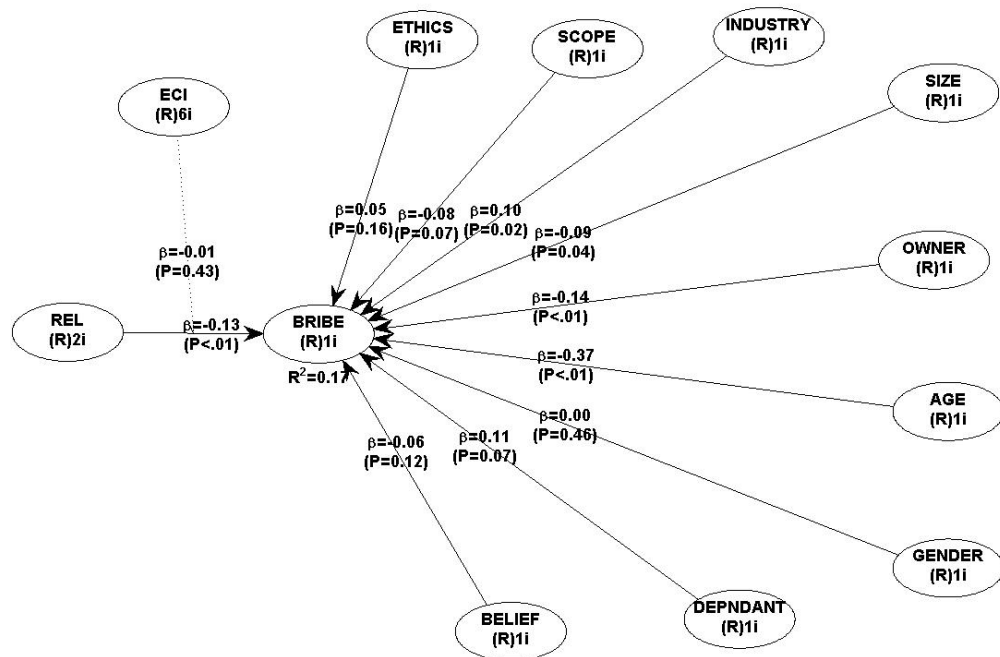 ETHICS
(R)1i
SCOPE
(R)1i
INDUSTRY
(R)1i
SIZE
(R)1i
ECI
(R)6i
β=0.05
(P=0.16)
β=-0.08
(P=0.07)
β=0.10
(P=0.02)
β=-0.09
(P=0.04)
OWNER
(R)1i
β=-0.01
(P=0.43)
β=-0.14
(P<.01)
REL
(R)2i
β=-0.13
(P<.01)
BRIBE
(R)1i
R²=0.17
β=-0.37
(P<.01)
AGE
(R)1i
β=0.00
(P=0.46)
β=-0.06
(P=0.12)
β=0.11
(P=0.07)
GENDER
(R)1i
BELIEF
(R)1i
DEPNDANT
(R)1i